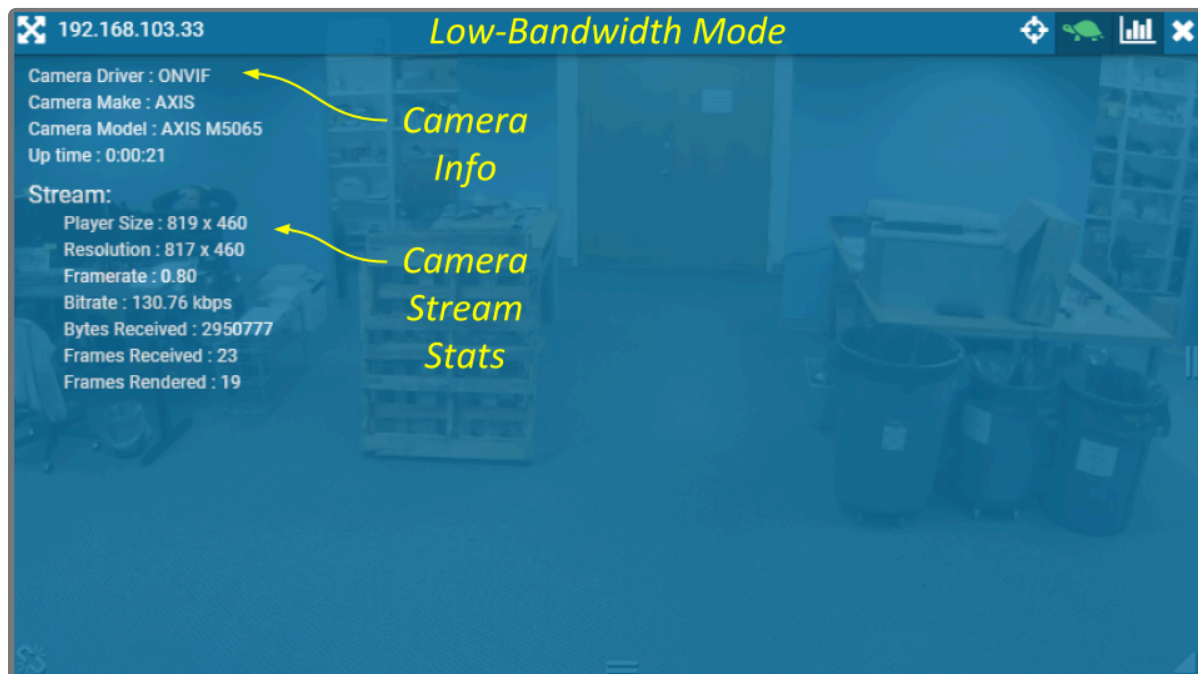 192.168.103.33
Low-Bandwidth Mode
Camera Driver : ONVIF
Camera Make : AXIS
Camera Model : AXIS M5065
Up time : 0:00:21
Camera
Info
Stream:
Player Size : 819 x 460
Resolution : 817 x 460
Framerate : 0.80
Bitrate : 130.76 kbps
Bytes Received : 2950777
Frames Received : 23
Frames Rendered : 19
Camera
Stream
Stats